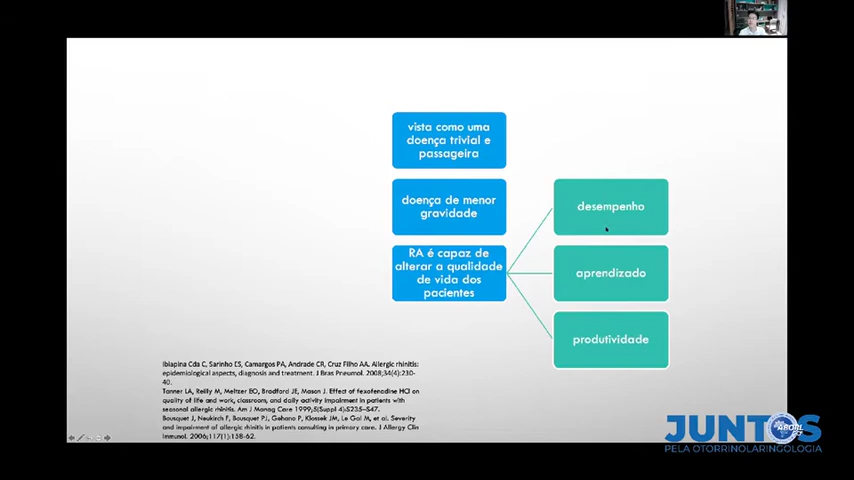 vista como uma
doença trivial e
passageira
doença de menor
gravidade
RA é capaz de
alterar a qualidade
de vida dos
pacientes
desempenho
aprendizado
produtividade
Ibiapina Cda C, Sarinho ES, Camargos PA, Andrade CR, Cruz Filho AA. Allergic rhinitis:
epidemiological aspects, diagnosis and treatment. J Bras Pneumol. 2008;34(4):230-
40.
Tanner LA, Reilly M, Meltzer EO, Bradford JE, Mason J. Effect of fexofenadine HCl on
quality of life and work, classroom, and daily activity impairment in patients with
seasonal allergic rhinitis. Am J Manag Care 1999;5(Suppl 4):S235–S47.
Bousquet J, Neukirch F, Bousquet PJ, Gehano P, Klossek JM, Le Gal M, et al. Severity
and impairment of allergic rhinitis in patients consulting in primary care. J Allergy Clin
Immunol. 2006;117(1):158-62.
JUNTOS
PELA OTORRINOLARINGOLOGIA